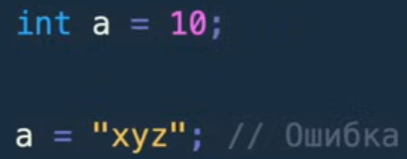 int a = 10;
a = "xyz"; // Ошибка